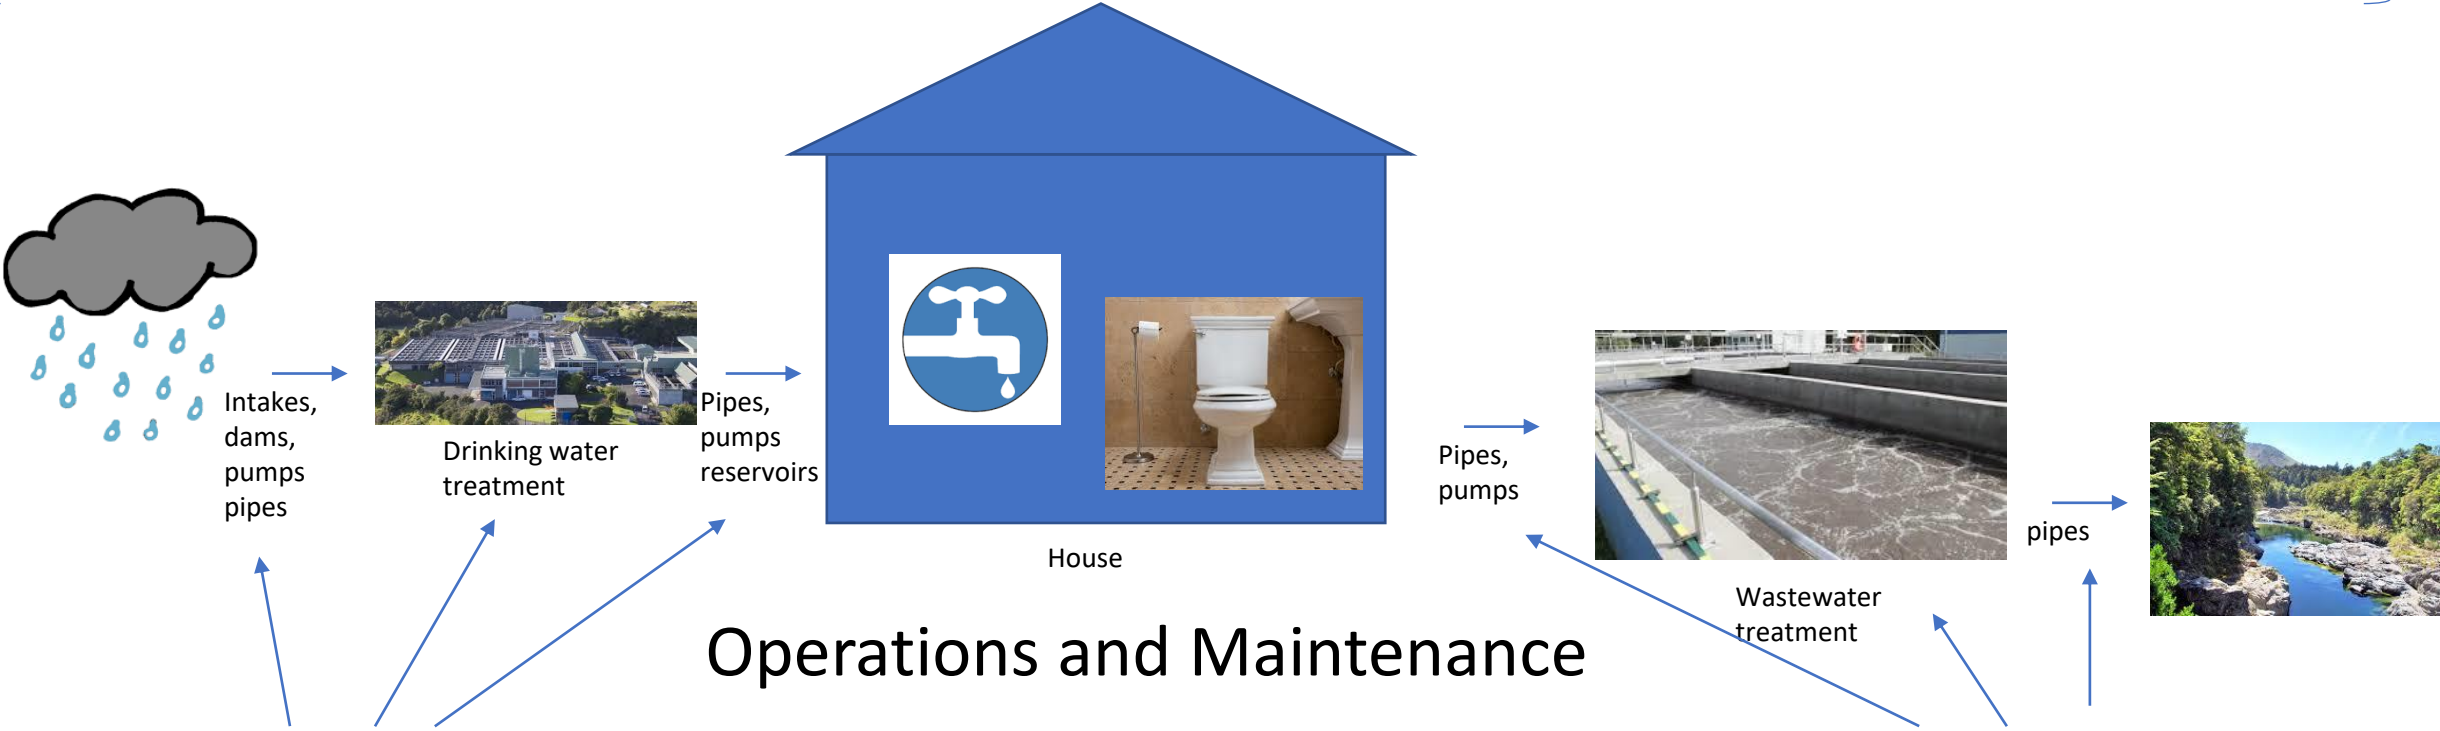 Intakes,
dams,
pumps
pipes
Drinking water
treatment
Pipes,
pumps
reservoirs
House
Pipes,
pumps
Wastewater
treatment
pipes
Operations and Maintenance